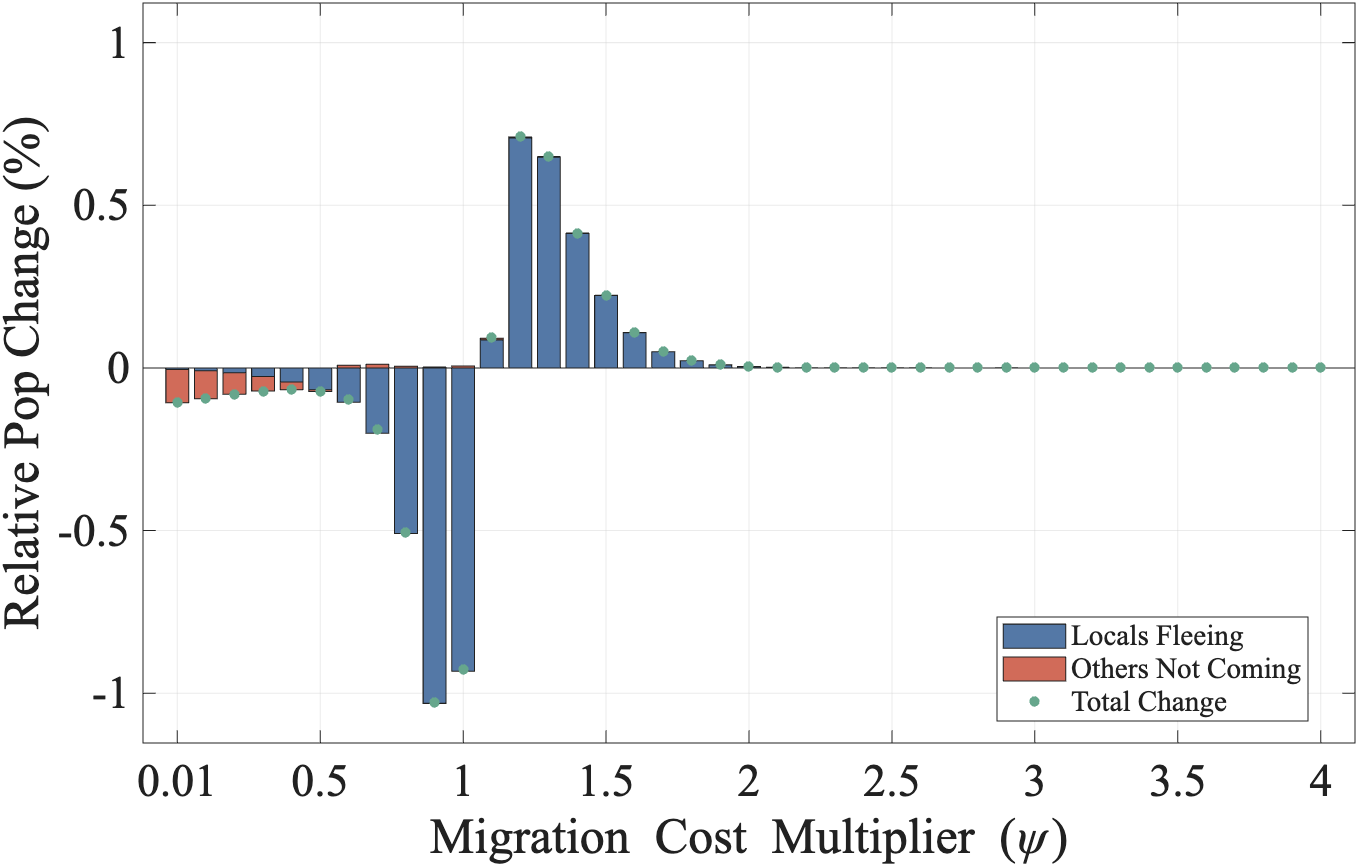 Relative Pop Change (%)
1
0.5
0
-0.5
-1
Locals Fleeing
Others Not Coming
Total Change
0.01 0.5 1 1.5 2 2.5 3 3.5 4
Migration Cost Multiplier (ψ)